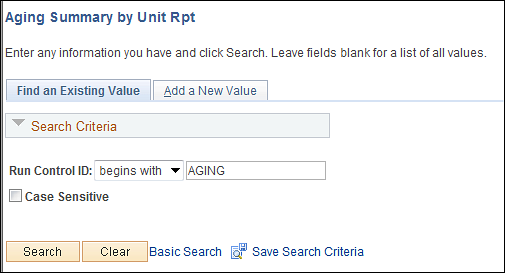 Aging Summary by Unit Rpt
Enter any information you have and click Search. Leave fields blank for a list of all values.
Find an Existing Value Add a New Value
Search Criteria
Run Control ID: begins with AGING
Case Sensitive
Search Clear Basic Search Save Search Criteria